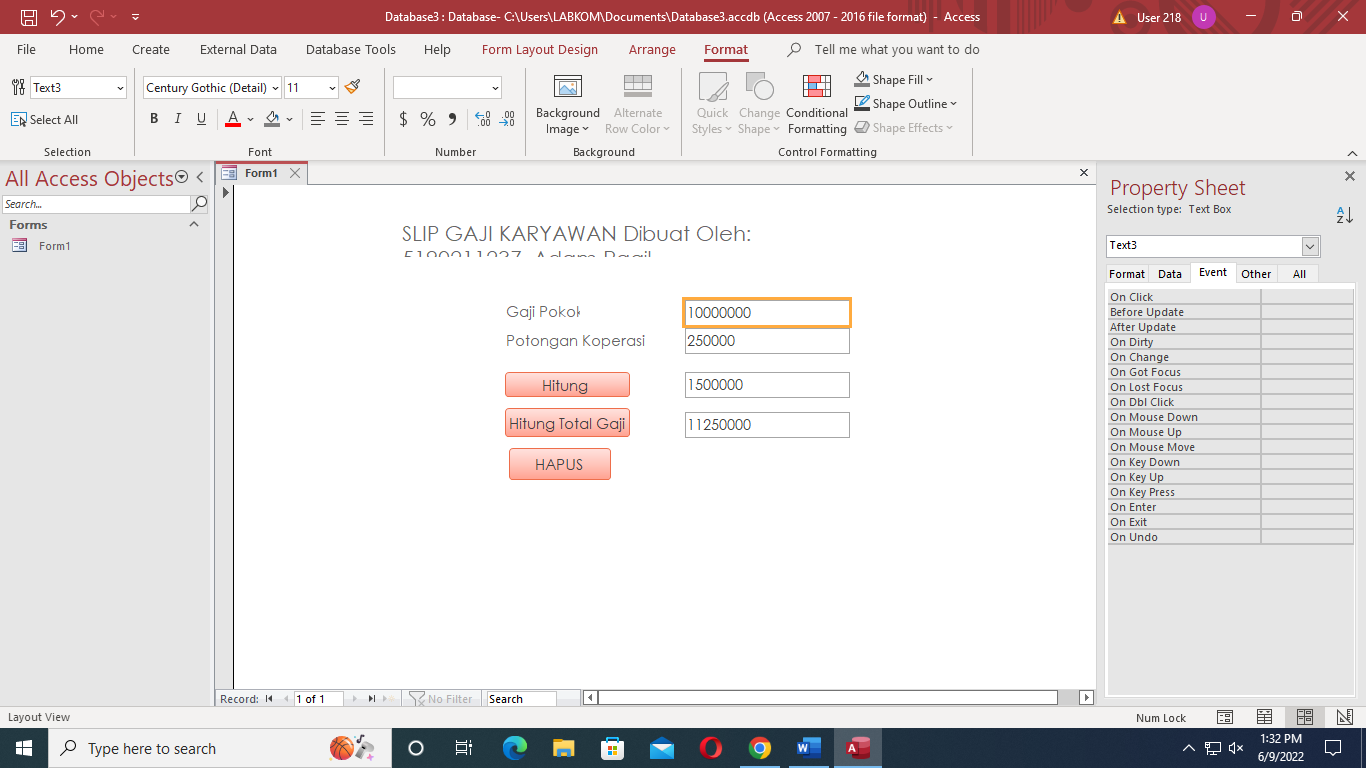 Database3 : Database- C:\Users\LABKOM\Documents\Database3.accdb (Access 2007 - 2016 file format) - Access
User 218
U
File Home Create External Data Database Tools Help Form Layout Design Arrange Format Tell me what you want to do
Text3
Select All
Selection
Century Gothic (Detail) 11
B I U A
Font
$ % , ←.0 .00 .00 →.0
Number
Background Image
Alternate Row Color
Background
Quick Styles
Change Shape
Conditional Formatting
Shape Fill
Shape Outline
Shape Effects
Control Formatting
All Access Objects
Search...
Forms
Form1
Form1
SLIP GAJI KARYAWAN Dibuat Oleh:
Gaji Pokok 10000000
Potongan Koperasi 250000
Hitung 1500000
Hitung Total Gaji 11250000
HAPUS
Record: 1 of 1 No Filter Search
Property Sheet
Selection type: Text Box
A
Z
Text3
Format Data Event Other All
On Click
Before Update
After Update
On Dirty
On Change
On Got Focus
On Lost Focus
On Dbl Click
On Mouse Down
On Mouse Up
On Mouse Move
On Key Down
On Key Up
On Key Press
On Enter
On Exit
On Undo
Layout View
Num Lock
Type here to search
1:32 PM
6/9/2022